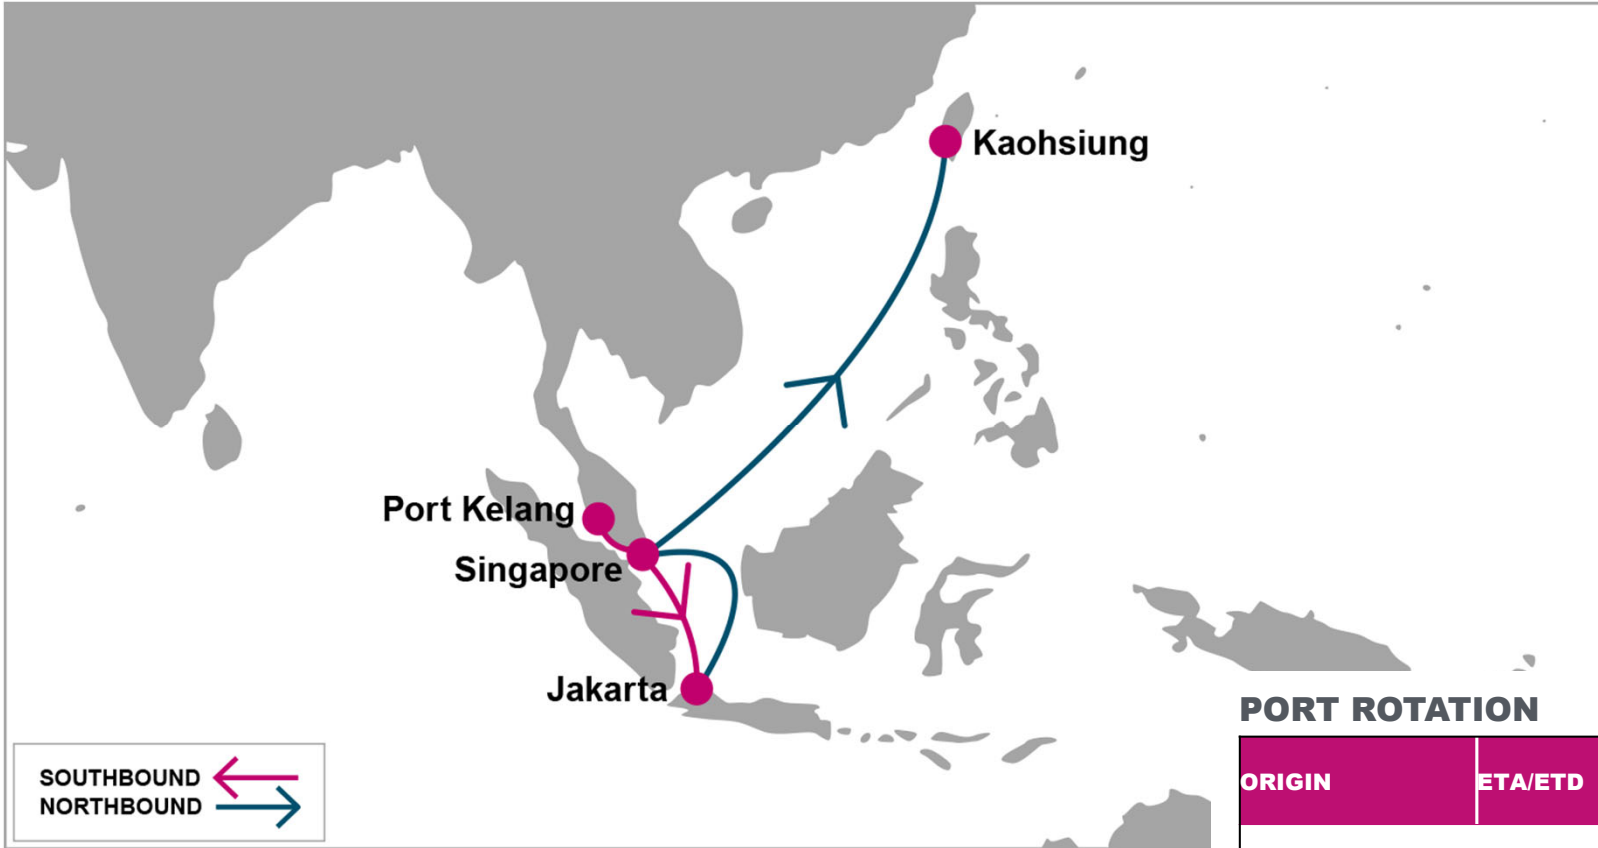 Kaohsiung
Port Kelang
Singapore
Jakarta
PORT ROTATION
ORIGIN ETA/ETD
SOUTHBOUND
NORTHBOUND